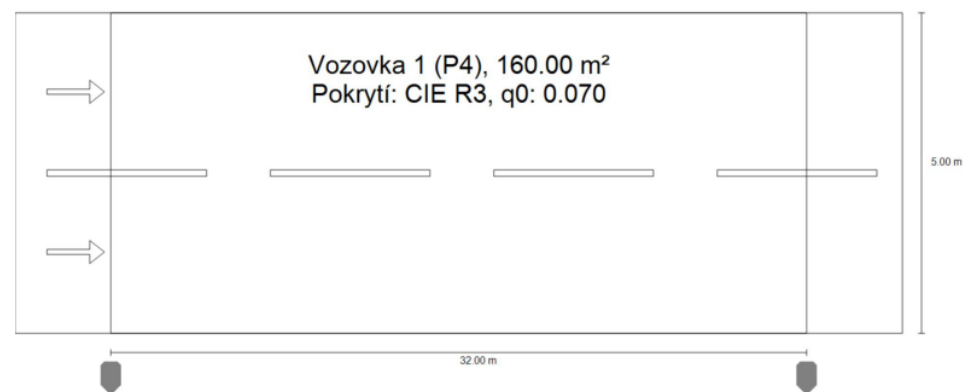 Vozovka 1 (P4), 160.00 m²
Pokrytí: CIE R3, q0: 0.070
5.00 m
32.00 m